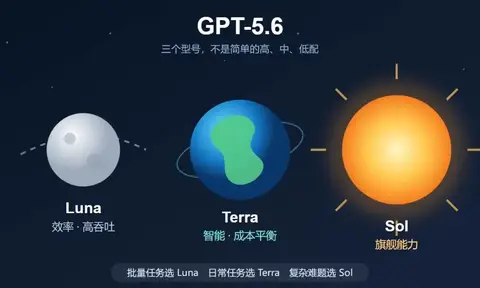 GPT-5.6
三个型号，不是简单的高、中、低配
Luna
效率 · 高吞吐
Terra
智能 · 成本平衡
Sol
旗舰能力
批量任务选 Luna 日常任务选 Terra 复杂难题选 Sol